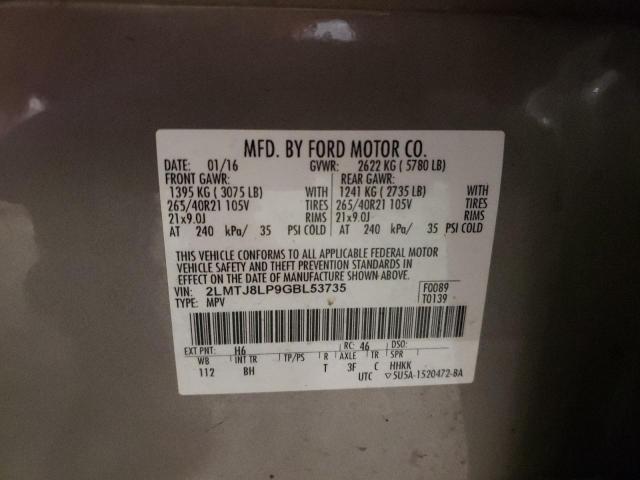 MFD. BY FORD MOTOR CO.
DATE: 01/16 GVWR: 2622 KG ( 5780 LB)
FRONT GAWR: REAR GAWR:
1395 KG ( 3075 LB) WITH 1241 KG ( 2735 LB) WITH
265/40R21 105V TIRES 265/40R21 105V TIRES
21x9.0J RIMS 21x9.0J RIMS
AT 240 kPa/ 35 PSI COLD AT 240 kPa/ 35 PSI COLD
THIS VEHICLE CONFORMS TO ALL APPLICABLE FEDERAL MOTOR
VEHICLE SAFETY AND THEFT PREVENTION STANDARDS IN
EFFECT ON THE DATE OF MANUFACTURE SHOWN ABOVE.
VIN: 2LMTJ8LP9GBL53735 F0089
TYPE: MPV T0139
EXT PNT: H6 RC: 46 DSO:
WB INT TR TP/PS R AXLE TR SPR
112 BH T 3F C HHKK
UTC ▽5U5A-1520472-BA